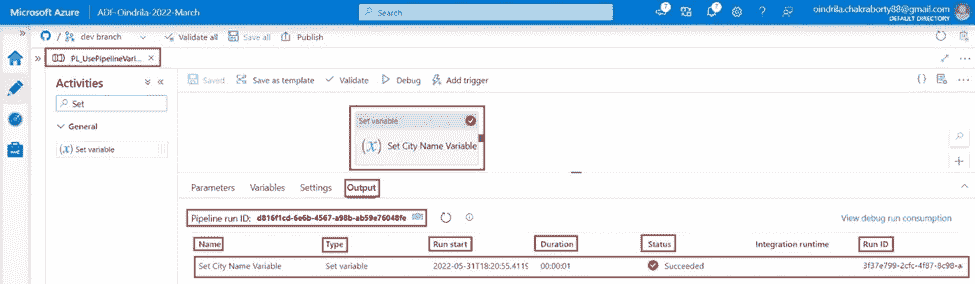 Microsoft Azure ADF-Oindrila-2022-March Search 7 7 oindrila.chakraborty88@gmail.com
DEFAULT DIRECTORY
dev branch Validate all Save all Publish
PL_UsePipelineVari...
Activities
Saved Save as template Validate Debug Add trigger
Set
General
Set variable
Set variable
(x) Set City Name Variable
(x) Set variable
Parameters Variables Settings Output
Pipeline run ID: d816f1cd-6e6b-4567-a98b-ab59e76048fe View debug run consumption
Name Type Run start Duration Status Integration runtime Run ID
Set City Name Variable Set variable 2022-05-31T18:20:55.4119 00:00:01 Succeeded 3f37e799-2cfc-4f87-8c98-a